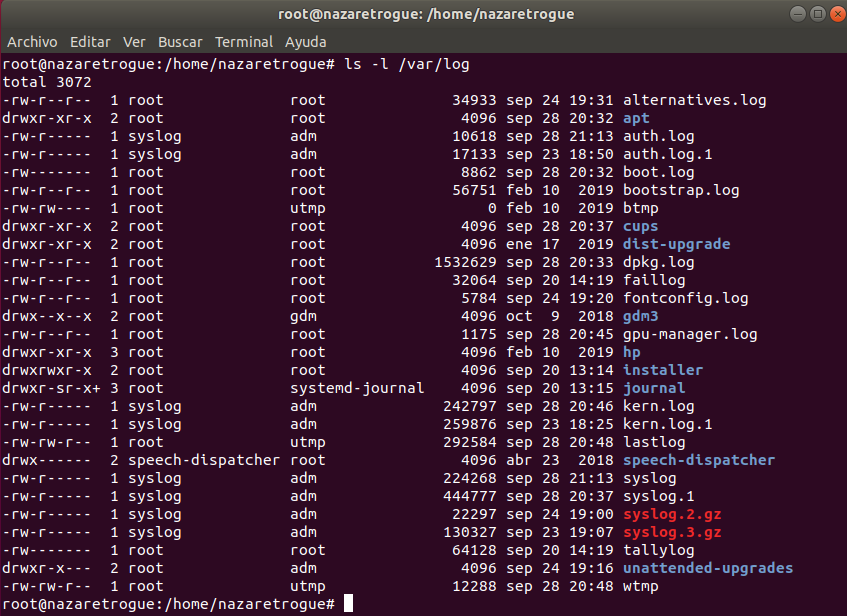 root@nazaretrogue: /home/nazaretrogue
Archivo Editar Ver Buscar Terminal Ayuda
root@nazaretrogue:/home/nazaretrogue# ls -l /var/log
total 3072
-rw-r--r-- 1 root root 34933 sep 24 19:31 alternatives.log
drwxr-xr-x 2 root root 4096 sep 28 20:32 apt
-rw-r----- 1 syslog adm 10618 sep 28 21:13 auth.log
-rw-r----- 1 syslog adm 17133 sep 23 18:50 auth.log.1
-rw------- 1 root root 8862 sep 28 20:32 boot.log
-rw-r--r-- 1 root root 56751 feb 10 2019 bootstrap.log
-rw-rw---- 1 root utmp 0 feb 10 2019 btmp
drwxr-xr-x 2 root root 4096 sep 28 20:37 cups
drwxr-xr-x 2 root root 4096 ene 17 2019 dist-upgrade
-rw-r--r-- 1 root root 1532629 sep 28 20:33 dpkg.log
-rw-r--r-- 1 root root 32064 sep 20 14:19 faillog
-rw-r--r-- 1 root root 5784 sep 24 19:20 fontconfig.log
drwx--x--x 2 root gdm 4096 oct 9 2018 gdm3
-rw-r--r-- 1 root root 1175 sep 28 20:45 gpu-manager.log
drwxr-xr-x 3 root root 4096 feb 10 2019 hp
drwxrwxr-x 2 root root 4096 sep 20 13:14 installer
drwxr-sr-x+ 3 root systemd-journal 4096 sep 20 13:15 journal
-rw-r----- 1 syslog adm 242797 sep 28 20:46 kern.log
-rw-r----- 1 syslog adm 259876 sep 23 18:25 kern.log.1
-rw-rw-r-- 1 root utmp 292584 sep 28 20:48 lastlog
drwx------ 2 speech-dispatcher root 4096 abr 23 2018 speech-dispatcher
-rw-r----- 1 syslog adm 224268 sep 28 21:13 syslog
-rw-r----- 1 syslog adm 444777 sep 28 20:37 syslog.1
-rw-r----- 1 syslog adm 22297 sep 24 19:00 syslog.2.gz
-rw-r----- 1 syslog adm 130327 sep 23 19:07 syslog.3.gz
-rw------- 1 root root 64128 sep 20 14:19 tallylog
drwxr-x--- 2 root adm 4096 sep 24 19:16 unattended-upgrades
-rw-rw-r-- 1 root utmp 12288 sep 28 20:48 wtmp
root@nazaretrogue:/home/nazaretrogue#